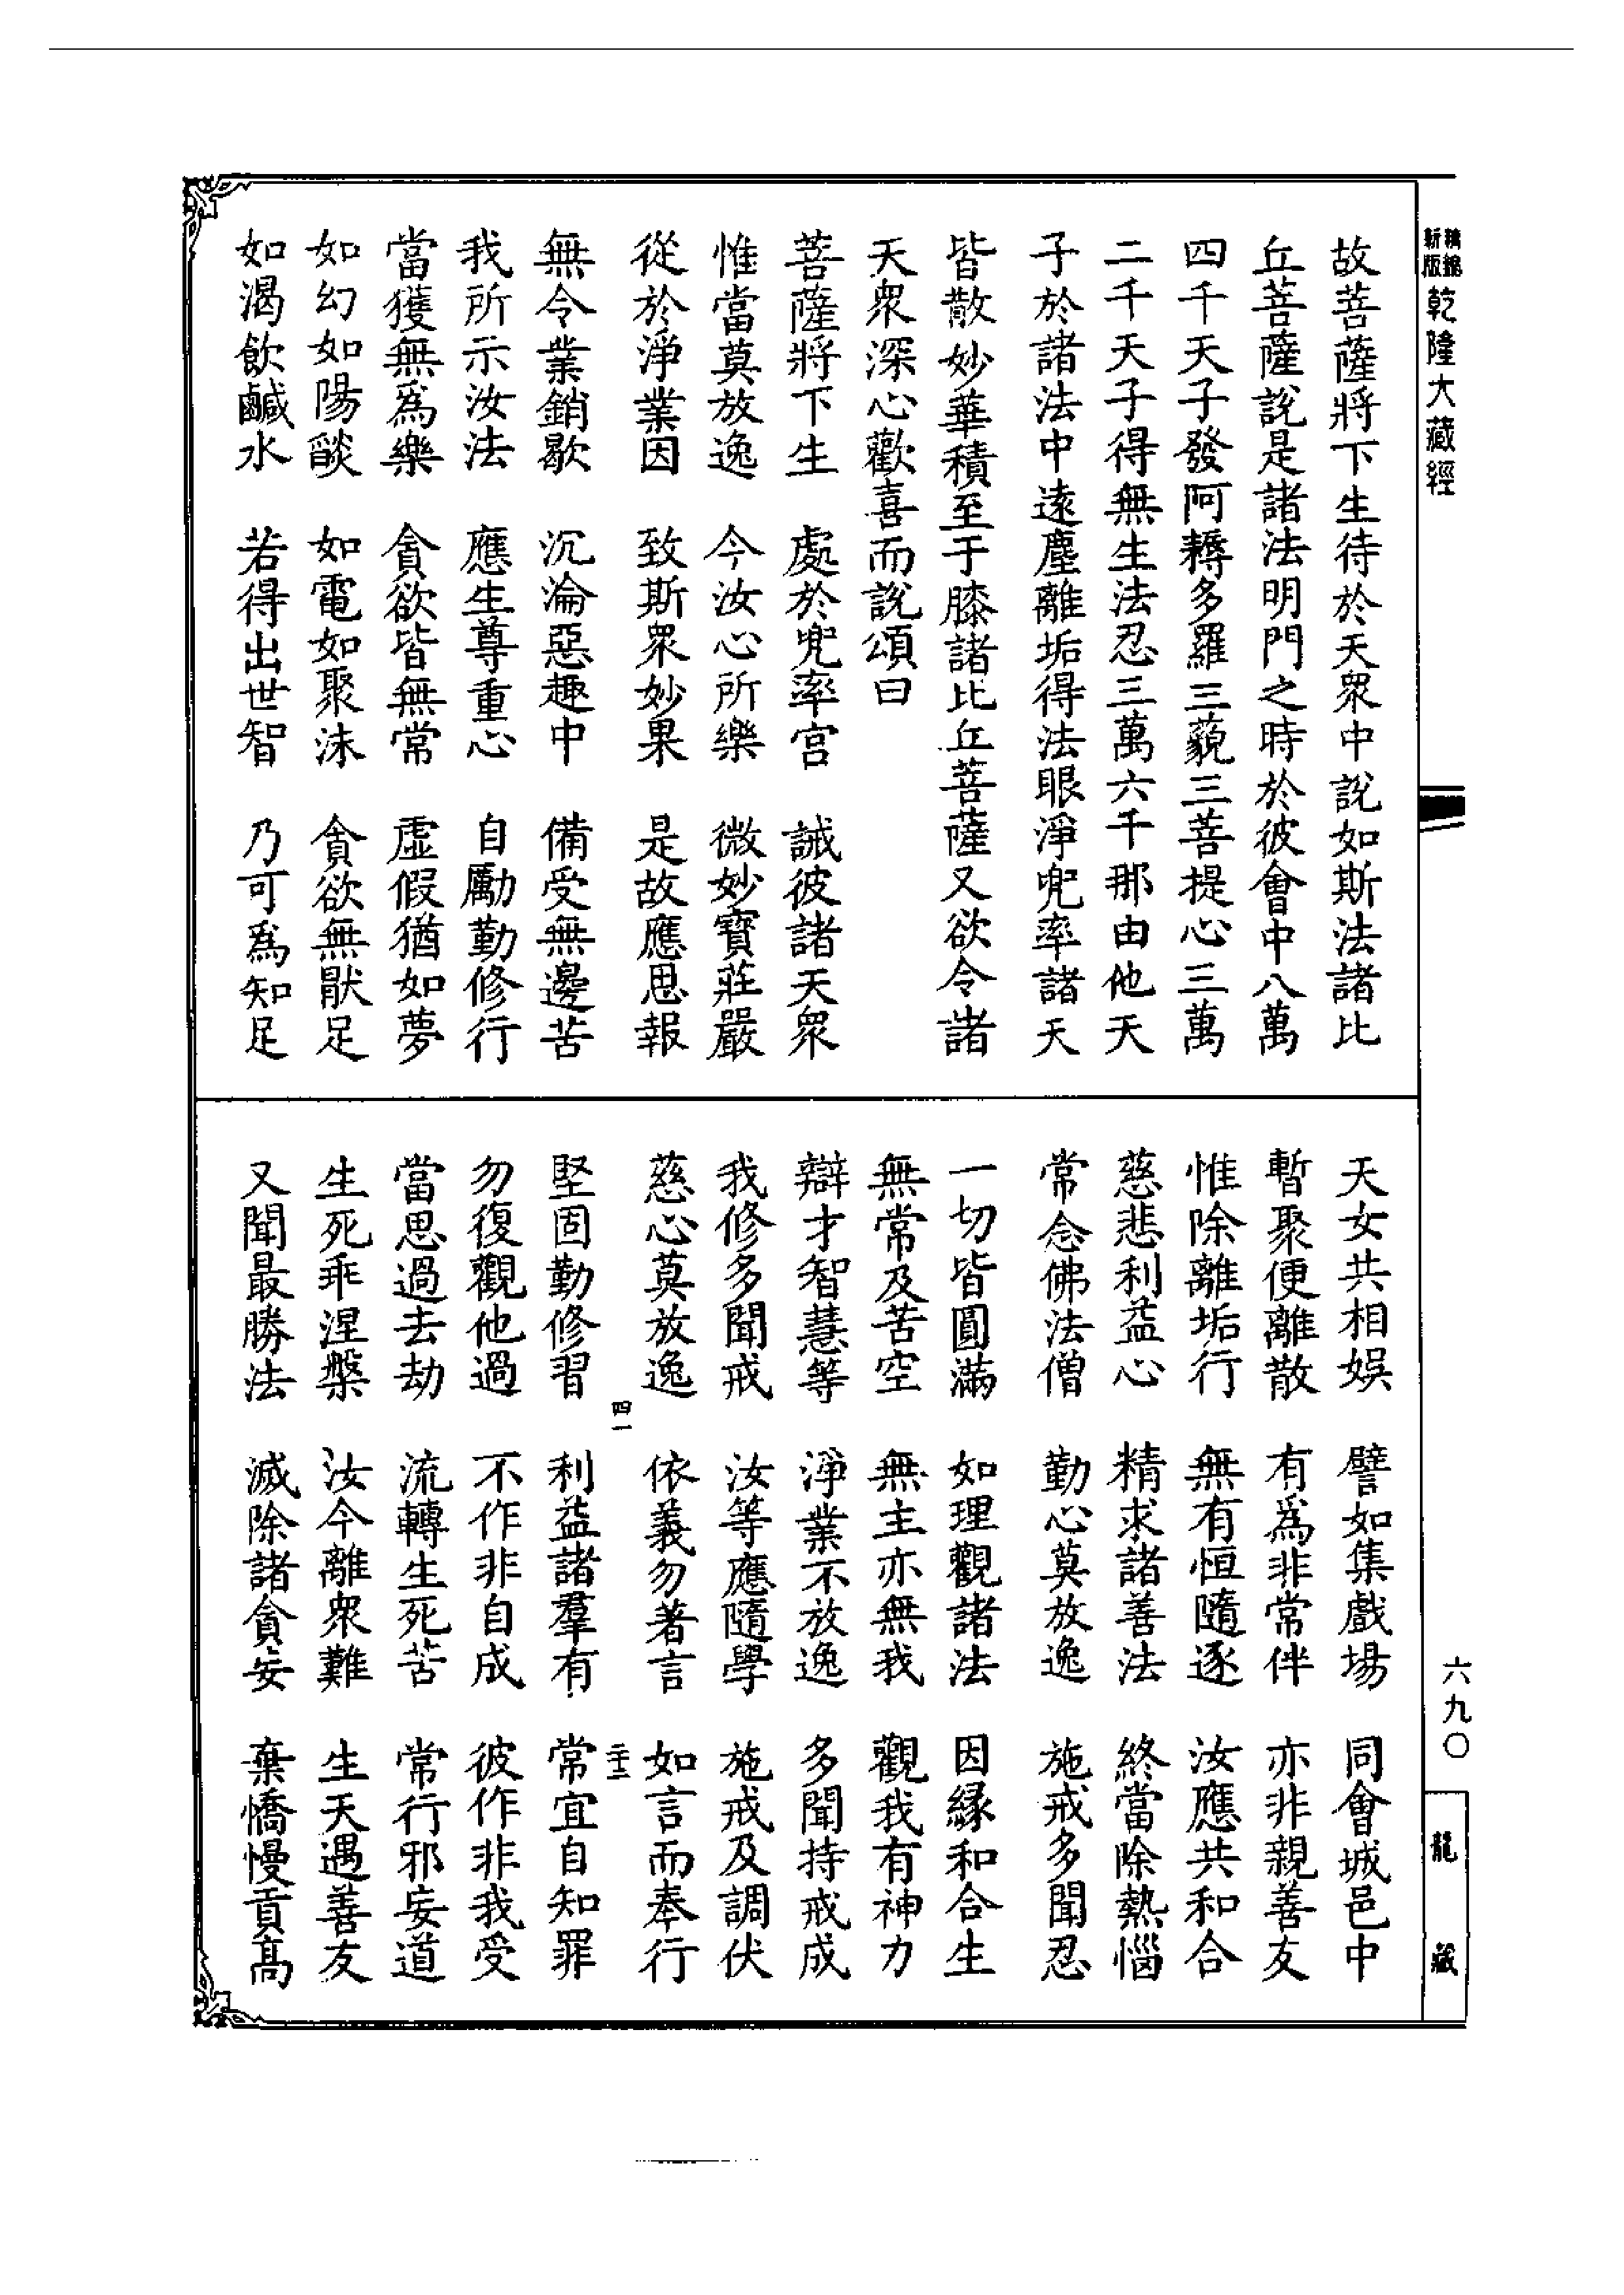 新版精縮乾隆大藏經
故菩薩將下生待於天衆中說如斯法諸比
丘菩薩說是諸法明門之時於彼會中八萬
四千天子發阿耨多羅三藐三菩提心三萬
二千天子得無生法忍三萬六千那由他天
子於諸法中遠塵離垢得法眼淨兜率諸天
皆散妙華積至于膝諸比丘菩薩又欲令諸
天衆深心歡喜而說頌曰
菩薩將下生 處於兜率宮 誡彼諸天衆
惟當莫放逸 今汝心所樂 微妙寶莊嚴
從於淨業因 致斯衆妙果 是故應思報
無令業銷歇 沉淪惡趣中 備受無邊苦
我所示汝法 應生尊重心 自勵勤修行
當獲無爲樂 貪欲皆無常 虛假猶如夢
如幻如陽燄 如電如聚沫 貪欲無猒足
如渴飲鹹水 若得出世智 乃可爲知足
天女共相娛 譬如集戲場 同會城邑中
暫聚便離散 有爲非常伴 亦非親善友
惟除離垢行 無有恒隨逐 汝應共和合
慈悲利益心 精求諸善法 終當除熱惱
常念佛法僧 勤心莫放逸 施戒多聞忍
一切皆圓滿 如理觀諸法 因緣和合生
無常及苦空 無主亦無我 觀我有神力
辯才智慧等 淨業不放逸 多聞持戒成
我修多聞戒 汝等應隨學 施戒及調伏
慈心莫放逸 依義勿著言 如言而奉行
四一 二十三
堅固勤修習 利益諸羣有 常宜自知罪
勿復觀他過 不作非自成 彼作非我受
當思過去劫 流轉生死苦 常行邪妄道
生死乖涅槃 汝今離衆難 生天遇善友
又聞最勝法 滅除諸貪妄 棄憍慢貢高
六九〇
龍藏